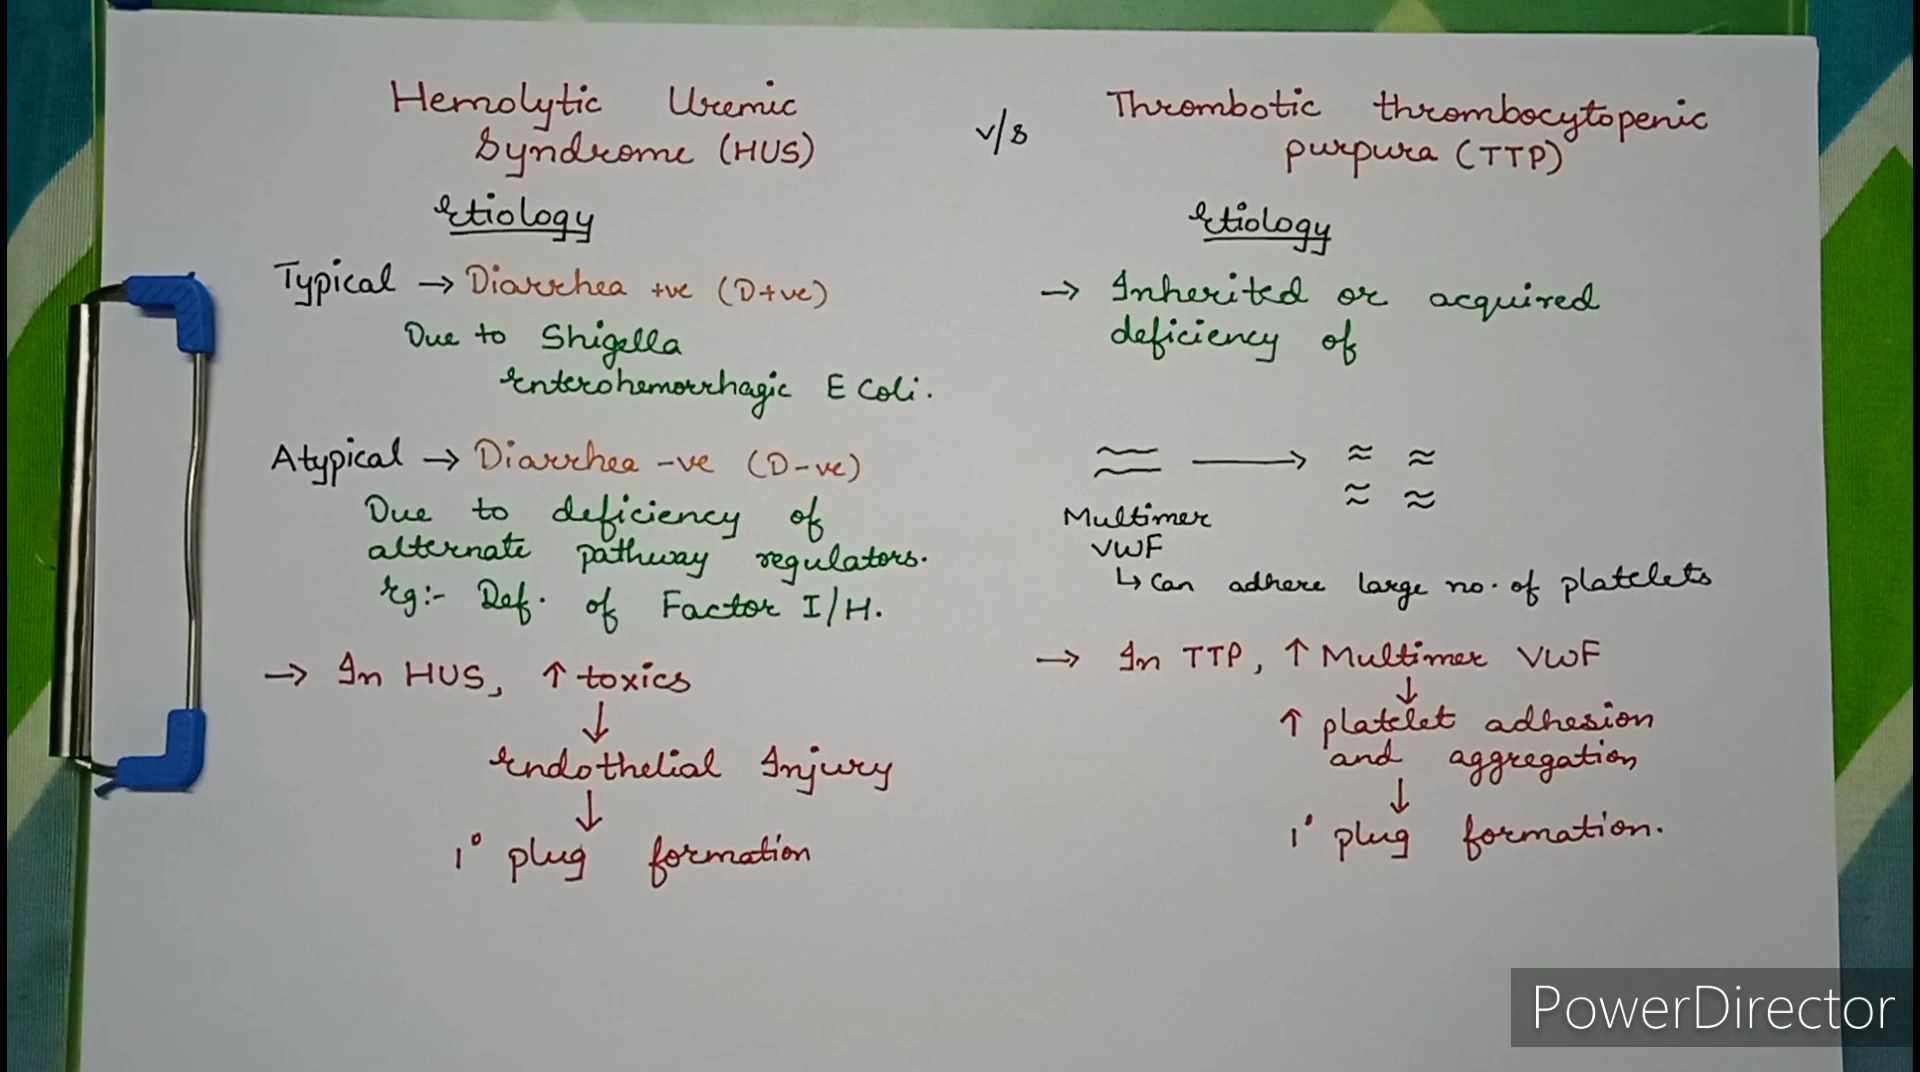 Hemolytic Uremic
Syndrome (HUS)
Etiology
Typical → Diarrhea +ve (D+ve)
Due to Shigella
Enterohemorrhagic E Coli.
Atypical → Diarrhea -ve (D-ve)
Due to deficiency of
alternate pathway regulators.
Eg:- Def. of Factor I/H.
→ In HUS, ↑ toxics
↓
Endothelial Injury
↓
1° plug formation
v/s
Thrombotic thrombocytopenic
purpura (TTP)
Etiology
→ Inherited or acquired
deficiency of
Multimer
VWF
↳ Can adhere large no. of platelets
→ In TTP, ↑ Multimer VWF
↓
↑ platelet adhesion
and aggregation
↓
1° plug formation.
PowerDirector